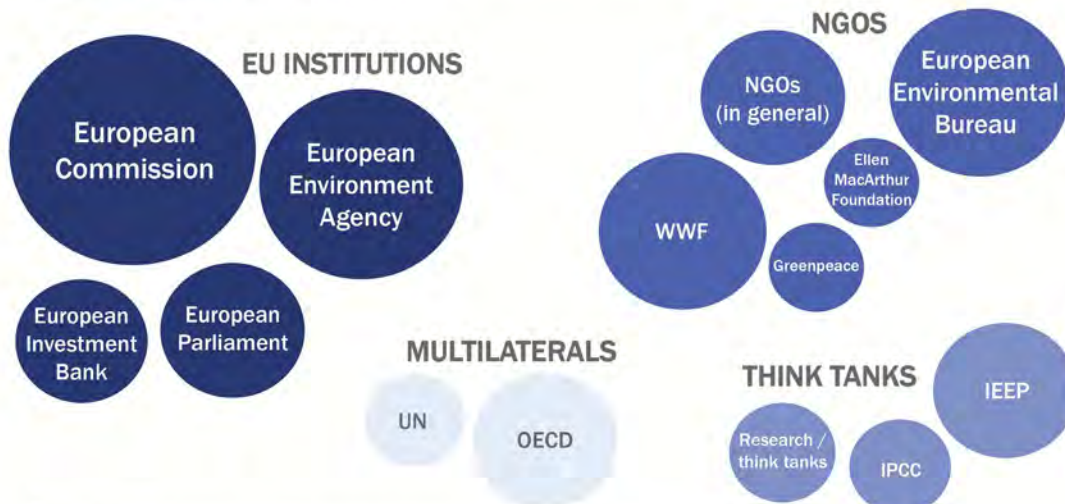 EU INSTITUTIONS
European
Commission
European
Environment
Agency
European
Investment
Bank
European
Parliament
NGOS
NGOs
(in general)
European
Environmental
Bureau
Ellen
MacArthur
Foundation
WWF
Greenpeace
MULTILATERALS
UN
OECD
THINK TANKS
IEEP
Research /
think tanks
IPCC